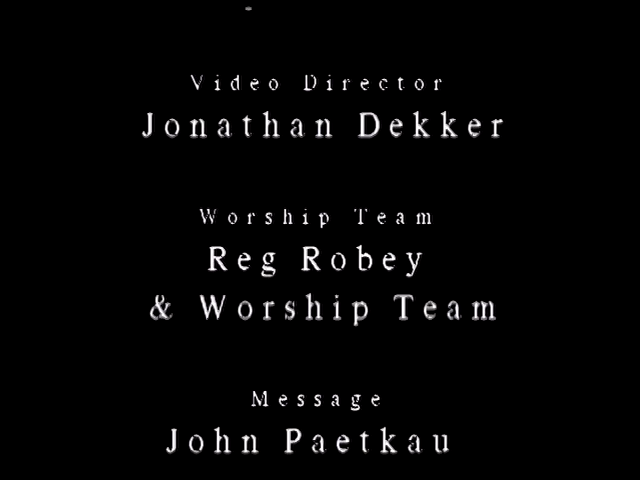 Video Director
Jonathan Dekker
Worship Team
Reg Robey
& Worship Team
Message
John Paetkau